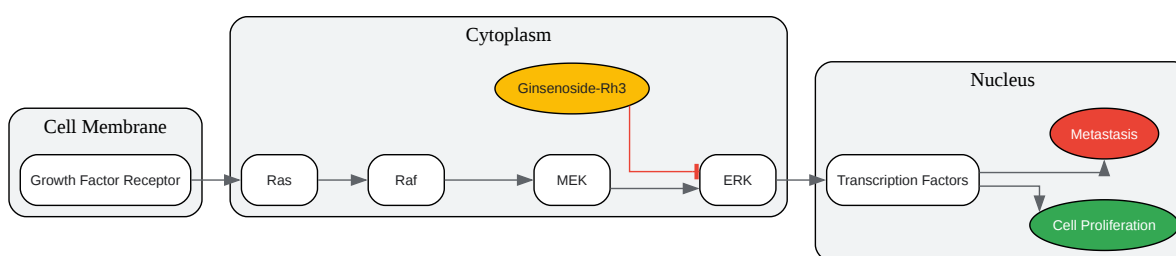 Cytoplasm
Ginsenoside-Rh3
Nucleus
Cell Membrane
Metastasis
Growth Factor Receptor
Ras
Raf
MEK
ERK
Transcription Factors
Cell Proliferation